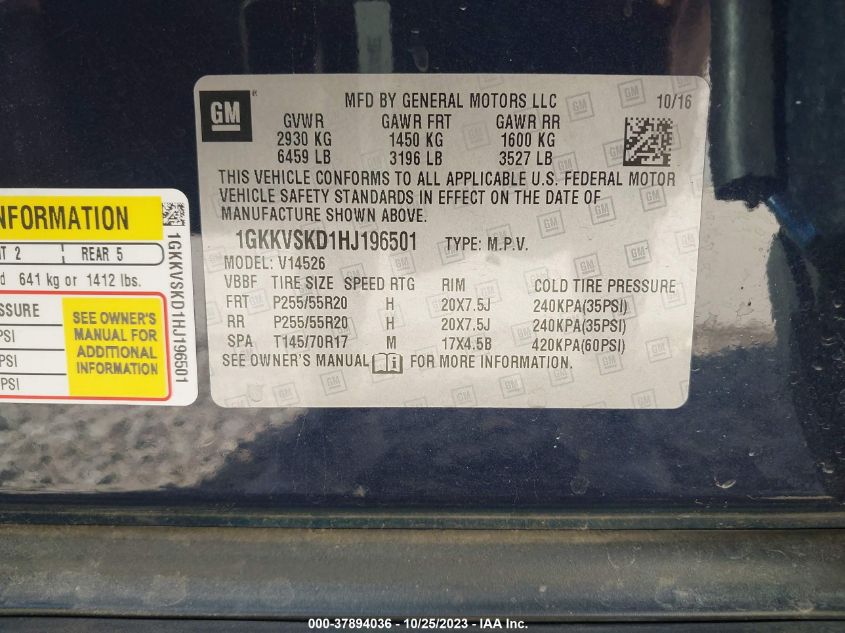 GM
®
MFD BY GENERAL MOTORS LLC
10/16
GVWR GAWR FRT GAWR RR
2930 KG 1450 KG 1600 KG
6459 LB 3196 LB 3527 LB
THIS VEHICLE CONFORMS TO ALL APPLICABLE U.S. FEDERAL MOTOR
VEHICLE SAFETY STANDARDS IN EFFECT ON THE DATE OF
MANUFACTURE SHOWN ABOVE.
1GKKVSKD1HJ196501 TYPE: M.P.V.
MODEL: V14526
VBBF TIRE SIZE SPEED RTG RIM COLD TIRE PRESSURE
FRT P255/55R20 H 20X7.5J 240KPA(35PSI)
RR P255/55R20 H 20X7.5J 240KPA(35PSI)
SPA T145/70R17 M 17X4.5B 420KPA(60PSI)
SEE OWNER'S MANUAL FOR MORE INFORMATION.
NFORMATION
T 2 REAR 5
d 641 kg or 1412 lbs.
SSURE
PSI
PSI
PSI
SEE OWNER'S
MANUAL FOR
ADDITIONAL
INFORMATION
1GKKVSKD1HJ196501
000-37894036 - 10/25/2023 - IAA Inc.